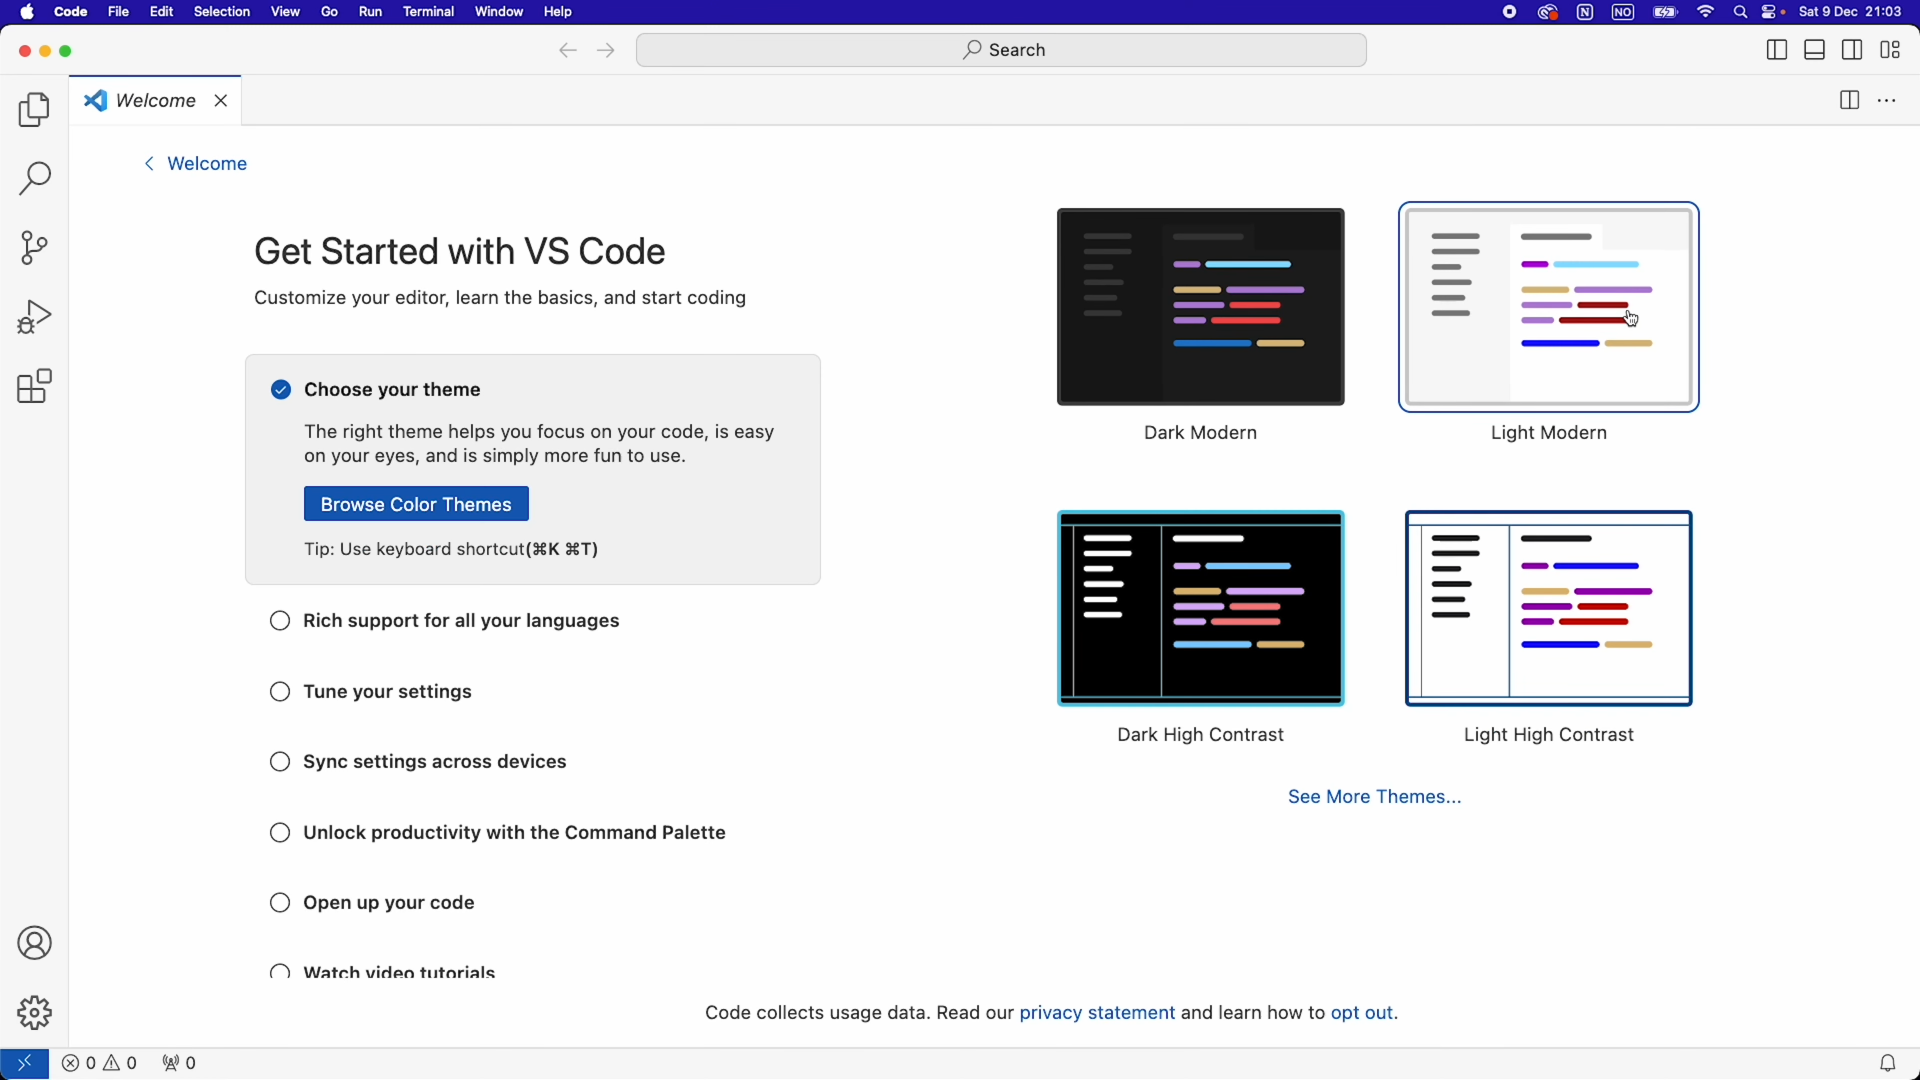 Code File Edit Selection View Go Run Terminal Window Help
N NO Sat 9 Dec 21:03
Search
Welcome
Welcome
Get Started with VS Code
Customize your editor, learn the basics, and start coding
Choose your theme
The right theme helps you focus on your code, is easy
on your eyes, and is simply more fun to use.
Browse Color Themes
Tip: Use keyboard shortcut(⌘K ⌘T)
Rich support for all your languages
Tune your settings
Sync settings across devices
Unlock productivity with the Command Palette
Open up your code
Watch video tutorials
Dark Modern
Light Modern
Dark High Contrast
Light High Contrast
See More Themes...
Code collects usage data. Read our privacy statement and learn how to opt out.
0 0 0